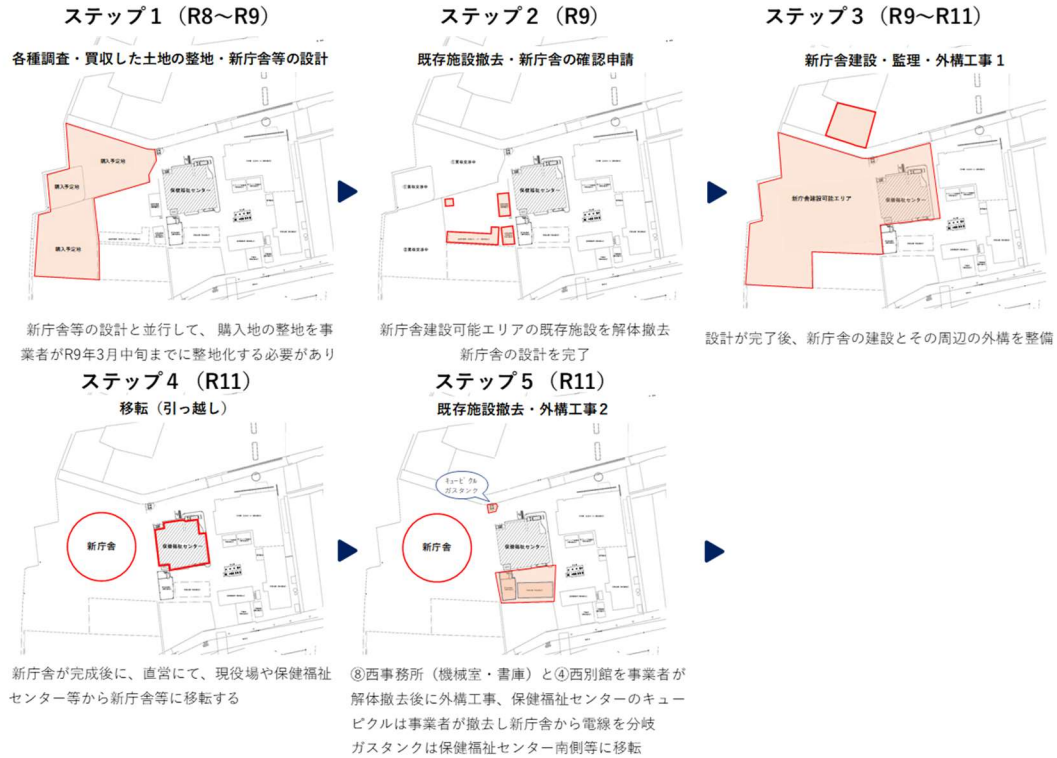 ステップ1（R8～R9）
各種調査・買収した土地の整地・新庁舎等の設計
購入予定地
購入予定地
購入予定地
保健福祉センター
新庁舎等の設計と並行して、購入地の整地を事
業者がR9年3月中旬までに整地化する必要があり
ステップ2（R9）
既存施設撤去・新庁舎の確認申請
保健福祉センター
新庁舎建設可能エリアの既存施設を解体撤去
新庁舎の設計を完了
ステップ3（R9～R11）
新庁舎建設・監理・外構工事1
新庁舎建設可能エリア
保健福祉センター
設計が完了後、新庁舎の建設とその周辺の外構を整備
ステップ4（R11）
移転（引っ越し）
新庁舎
保健福祉センター
新庁舎が完成後に、直営にて、現役場や保健福祉
センター等から新庁舎等に移転する
ステップ5（R11）
既存施設撤去・外構工事2
キュービクル
ガスタンク
新庁舎
保健福祉センター
⑧西事務所（機械室・書庫）と④西別館を事業者が
解体撤去後に外構工事、保健福祉センターのキュー
ビクルは事業者が撤去し新庁舎から電線を分岐
ガスタンクは保健福祉センター南側等に移転